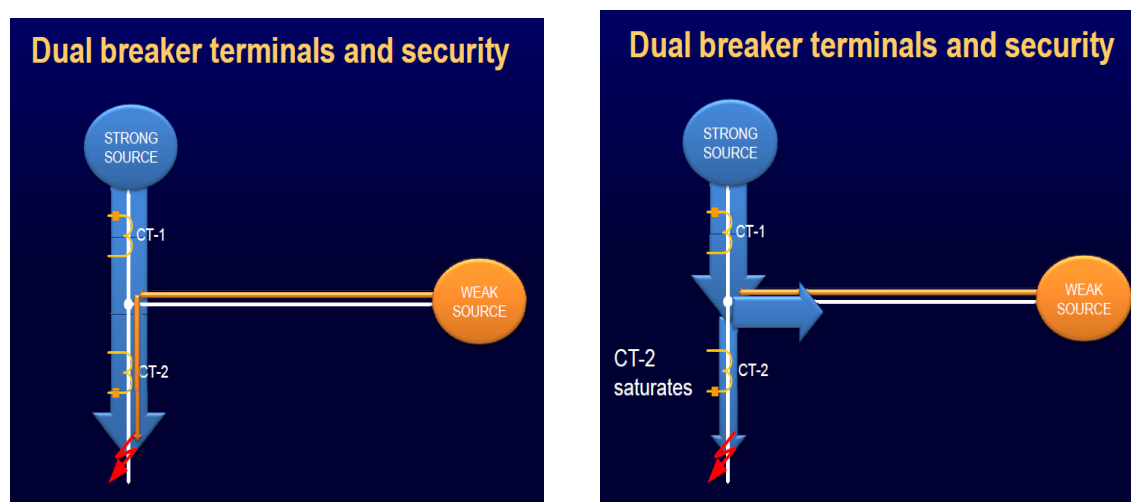 Dual breaker terminals and security
STRONG
SOURCE
CT-1
WEAK
SOURCE
CT-2
Dual breaker terminals and security
STRONG
SOURCE
CT-1
WEAK
SOURCE
CT-2
saturates
CT-2